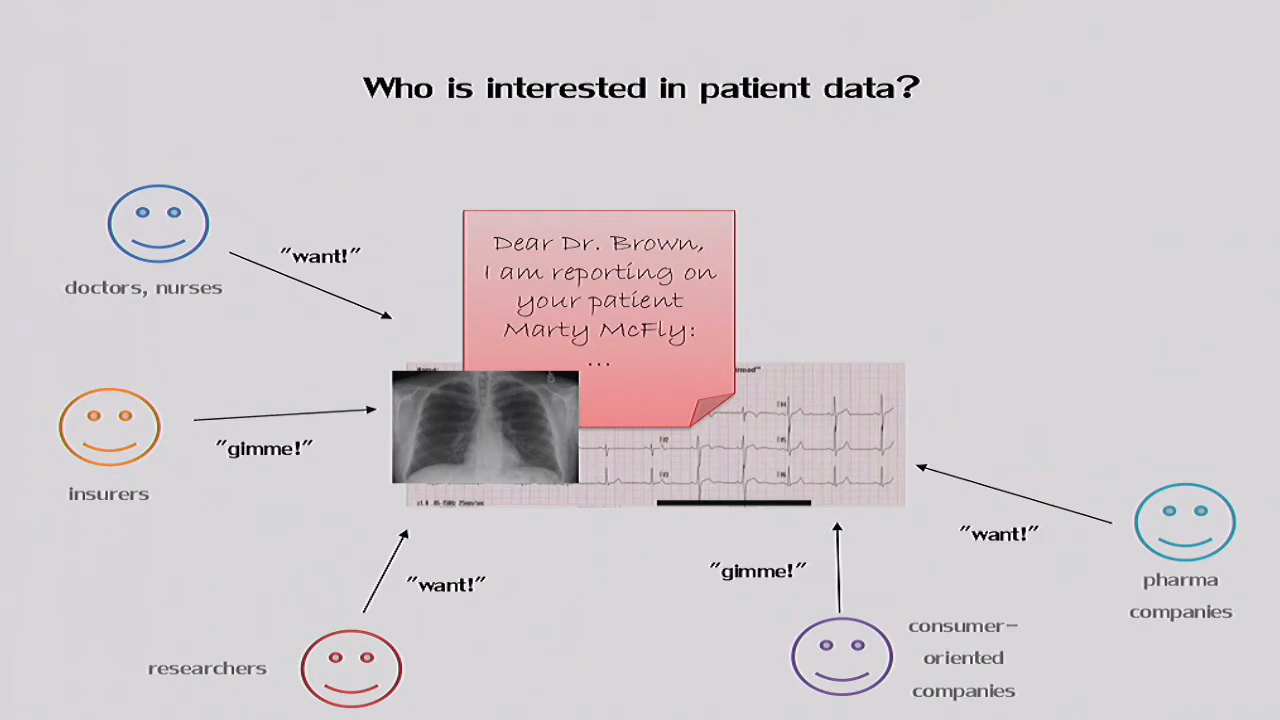 Who is interested in patient data?
"want!"
doctors, nurses
Dear Dr. Brown,
I am reporting on
your patient
Marty McFly:
...
"gimme!"
insurers
"want!"
researchers
"gimme!"
consumer-
oriented
companies
"want!"
pharma
companies